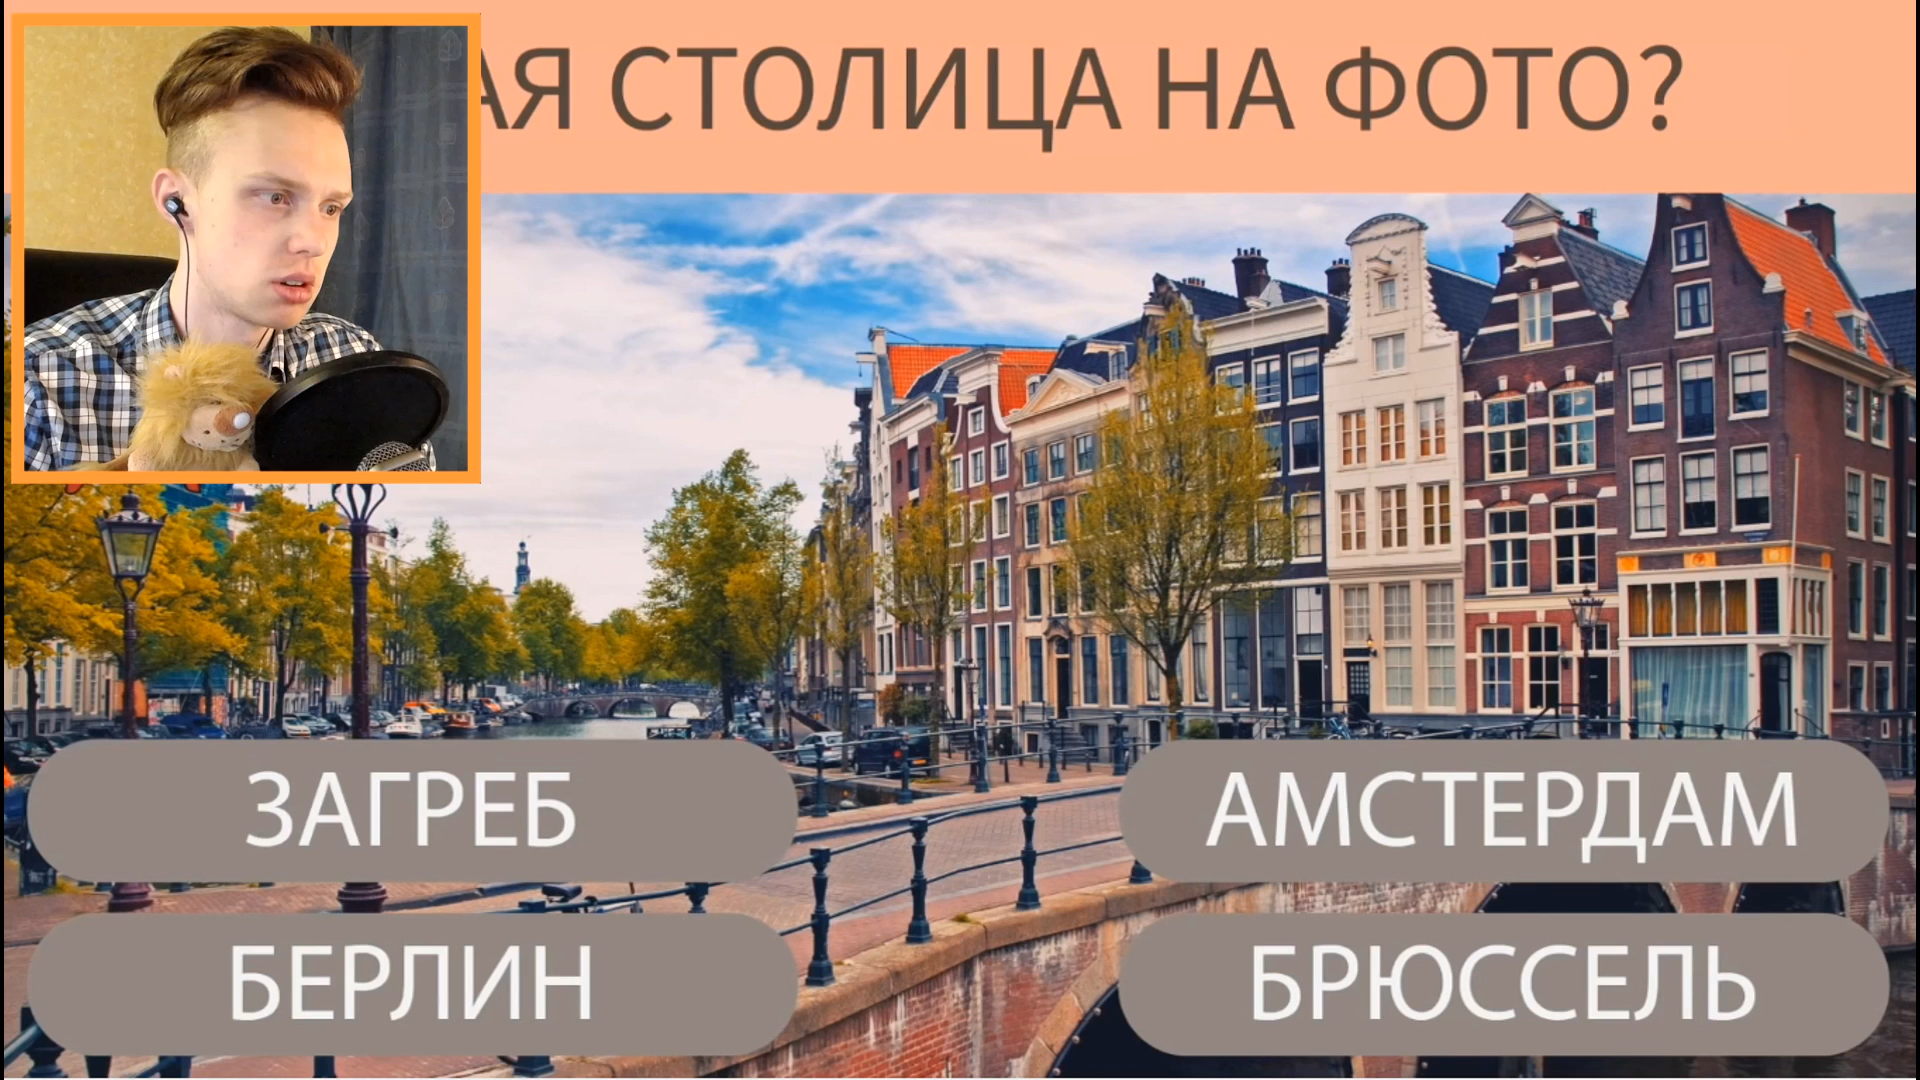 АЯ СТОЛИЦА НА ФОТО?
ЗАГРЕБ
АМСТЕРДАМ
БЕРЛИН
БРЮССЕЛЬ